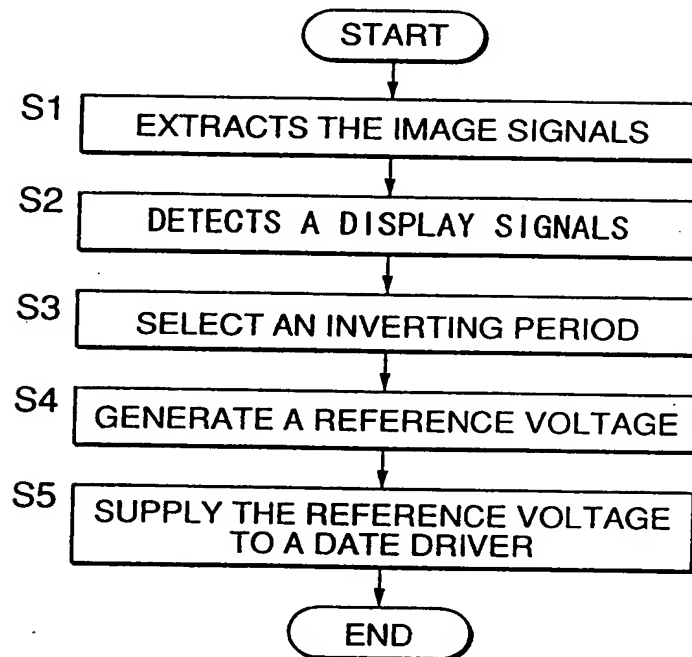 START
S1
EXTRACTS THE IMAGE SIGNALS
S2
DETECTS A DISPLAY SIGNALS
S3
SELECT AN INVERTING PERIOD
S4
GENERATE A REFERENCE VOLTAGE
S5
SUPPLY THE REFERENCE VOLTAGE
TO A DATE DRIVER
END